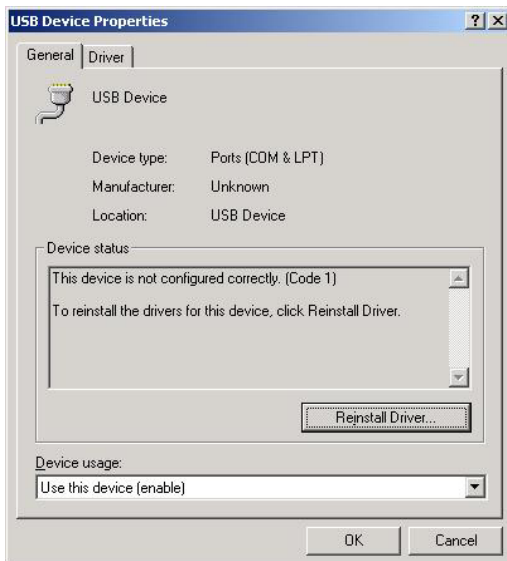 USB Device Properties
General
Driver
USB Device
Device type: Ports (COM & LPT)
Manufacturer: Unknown
Location: USB Device
Device status
This device is not configured correctly. (Code 1)
To reinstall the drivers for this device, click Reinstall Driver.
Reinstall Driver...
Device usage:
Use this device (enable)
OK
Cancel